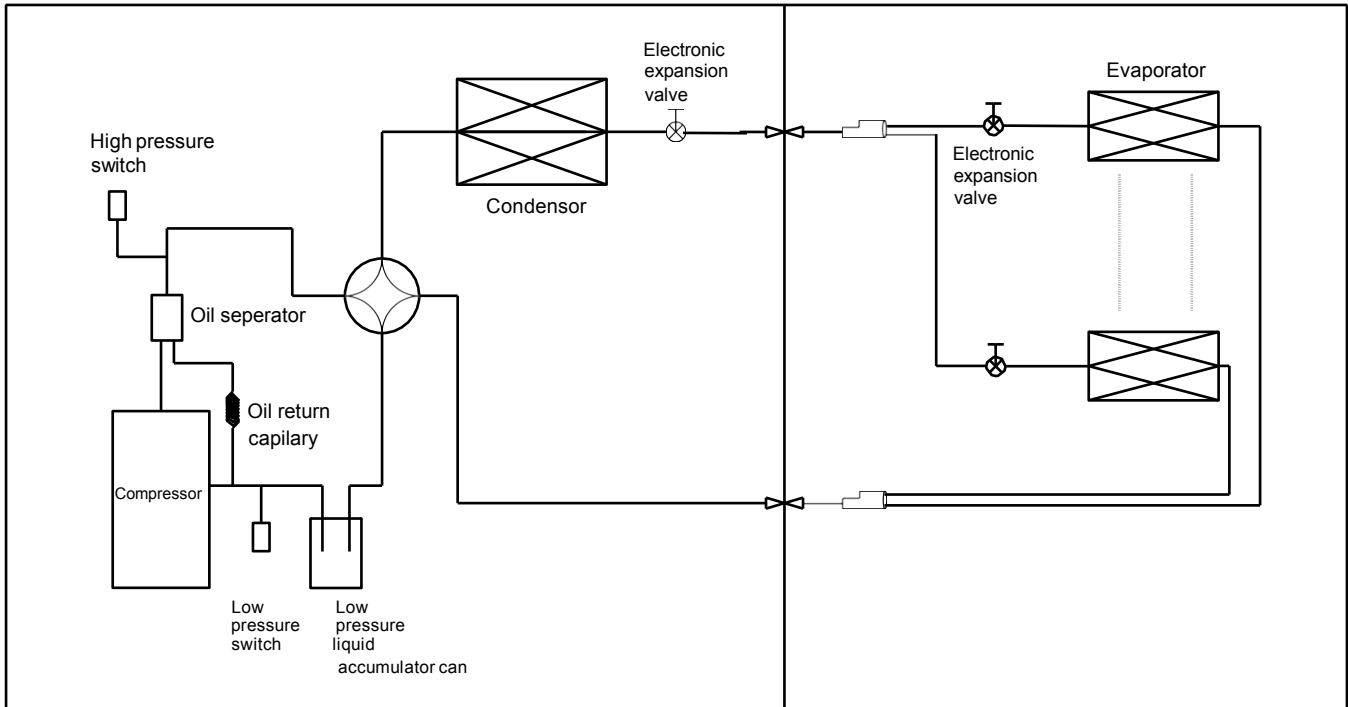 Electronic
expansion
valve
Evaporator
High pressure
switch
Electronic
expansion
valve
Condensor
Oil seperator
Oil return
capilary
Compressor
Low
pressure
switch
Low
pressure
liquid
accumulator can